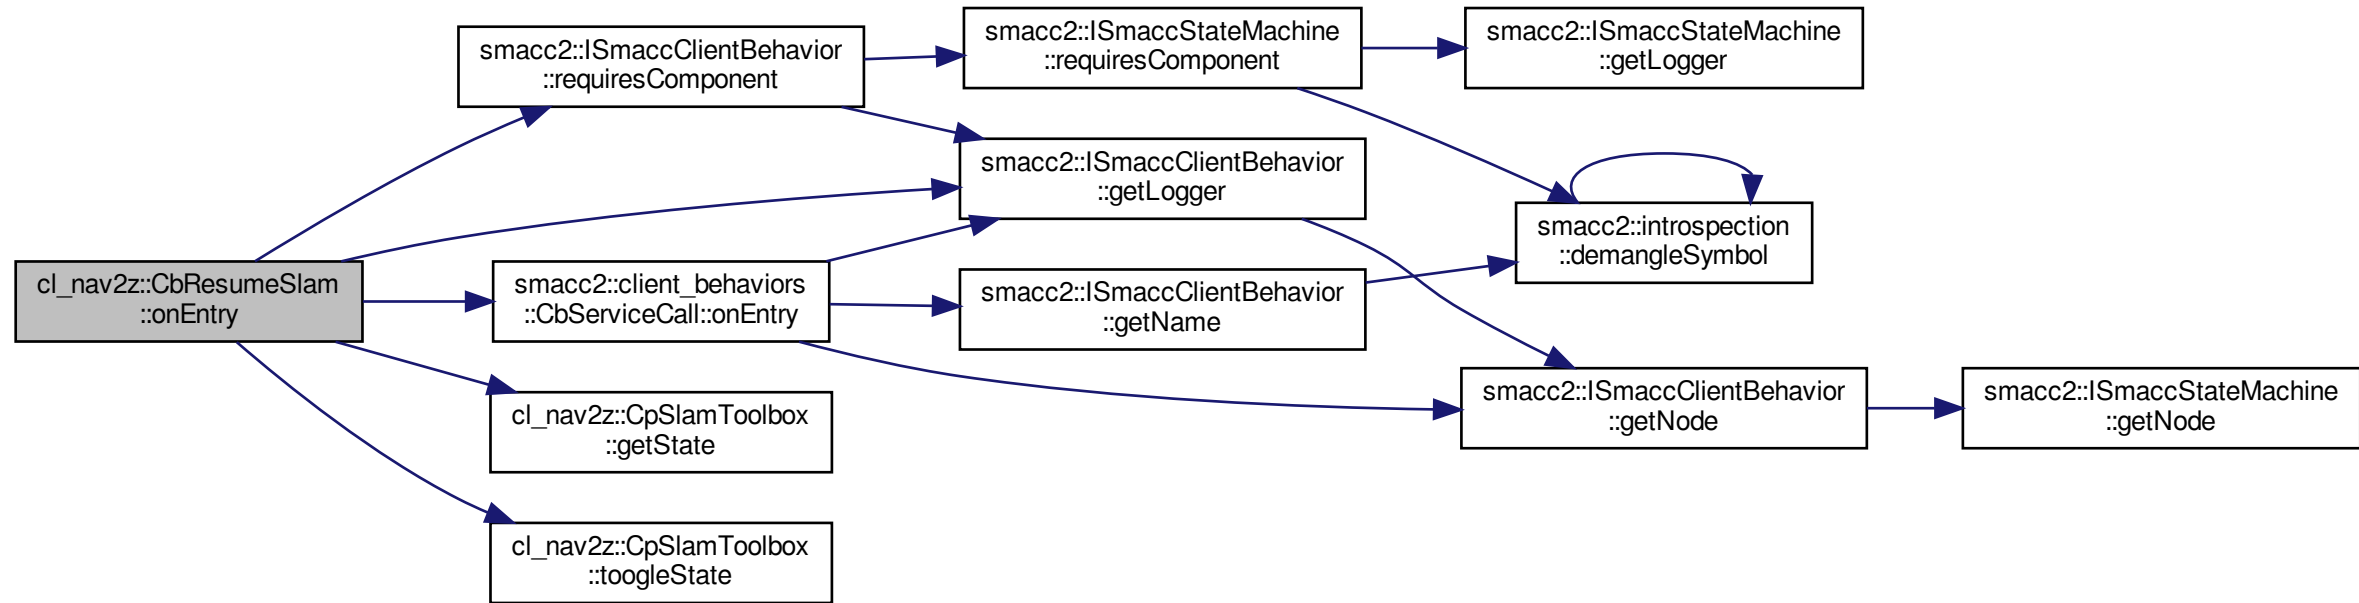 cl_nav2z::CbResumeSlam
::onEntry
smacc2::ISmaccClientBehavior
::requiresComponent
smacc2::client_behaviors
::CbServiceCall::onEntry
cl_nav2z::CpSlamToolbox
::getState
cl_nav2z::CpSlamToolbox
::toogleState
smacc2::ISmaccStateMachine
::requiresComponent
smacc2::ISmaccClientBehavior
::getLogger
smacc2::ISmaccClientBehavior
::getName
smacc2::ISmaccStateMachine
::getLogger
smacc2::introspection
::demangleSymbol
smacc2::ISmaccClientBehavior
::getNode
smacc2::ISmaccStateMachine
::getNode